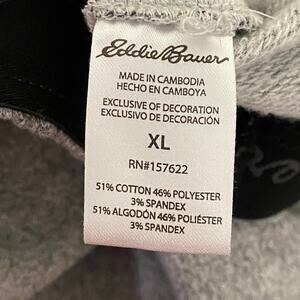 Eddie Bauer
MADE IN CAMBODIA
HECHO EN CAMBOYA
EXCLUSIVE OF DECORATION
EXCLUSIVO DE DECORACIÓN
XL
RN#157622
51% COTTON 46% POLYESTER
3% SPANDEX
51% ALGODÓN 46% POLIÉSTER
3% SPANDEX